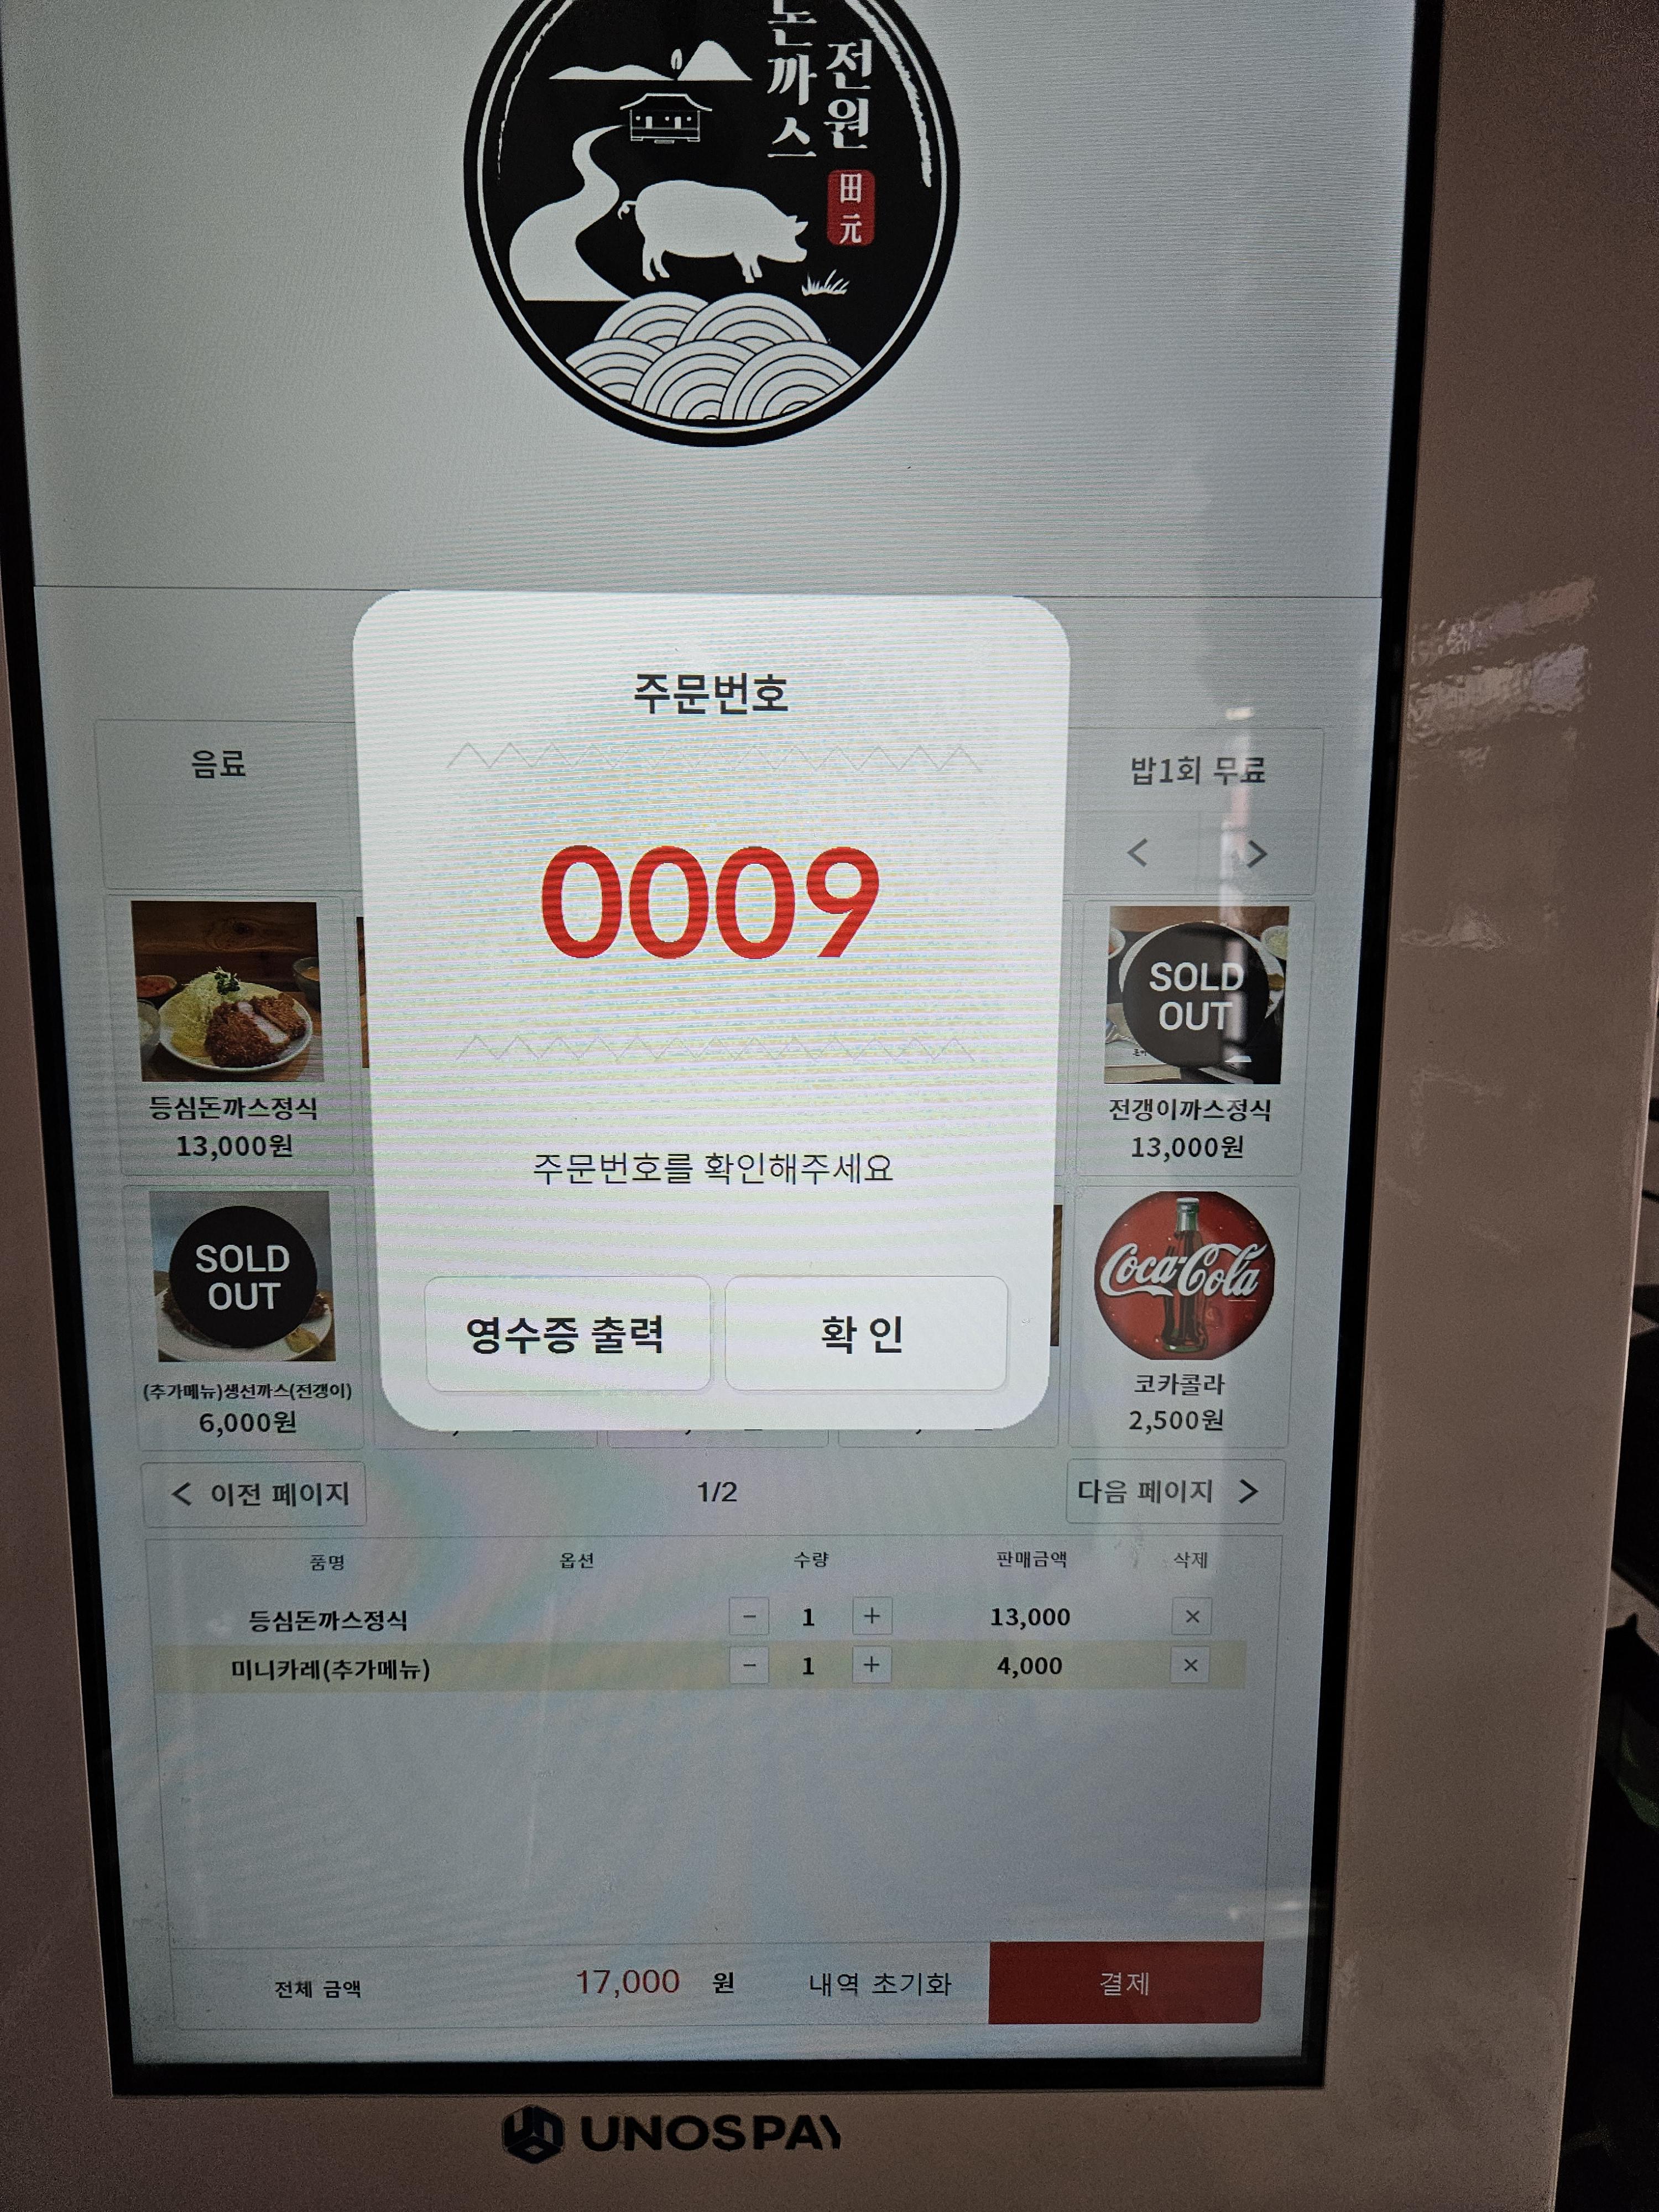 돈까스
전원
田元
주문번호
음료
밥1회 무료
<
>
0009
SOLD
OUT
등심돈까스정식
13,000원
전갱이까스정식
13,000원
주문번호를 확인해주세요
SOLD
OUT
Coca-Cola
영수증 출력
확 인
(추가메뉴)생선까스(전갱이)
6,000원
코카콜라
2,500원
< 이전 페이지
1/2
다음 페이지 >
품명 옵션 수량 판매금액 삭제
등심돈까스정식 − 1 + 13,000 ×
미니카레(추가메뉴) − 1 + 4,000 ×
전체 금액 17,000 원 내역 초기화 결제
UNOSPAY